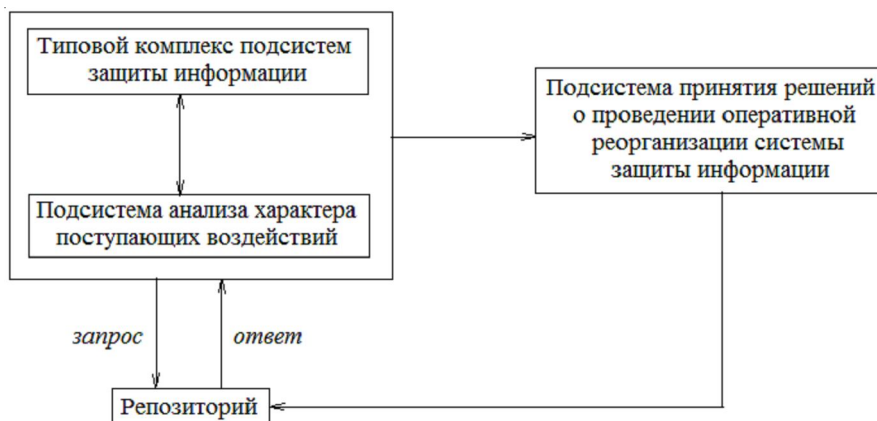 Типовой комплекс подсистем
защиты информации
Подсистема анализа характера
поступающих воздействий
Подсистема принятия решений
о проведении оперативной
реорганизации системы
защиты информации
запрос
ответ
Репозиторий